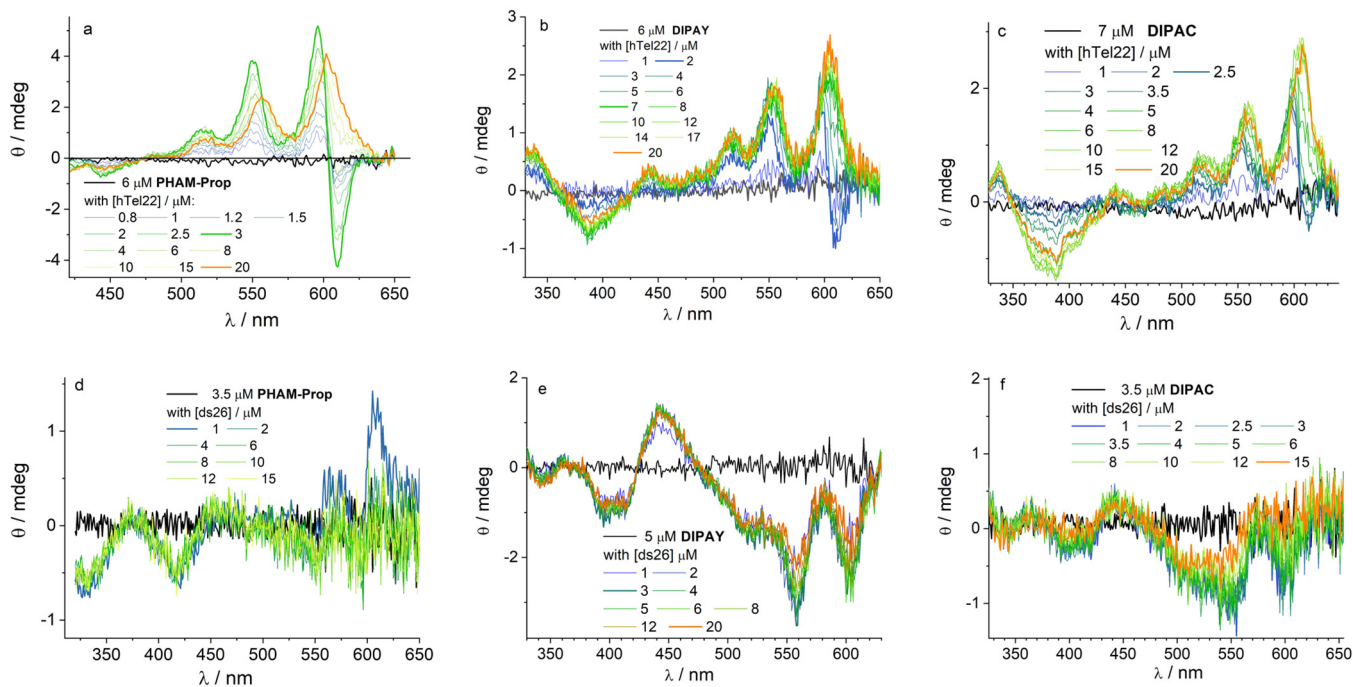 a
6 μM PHAM-Prop
with [hTel22] / μM:
0.8 1 1.2 1.5
2 2.5 3
4 6 8
10 15 20
4
2
0
-2
-4
θ / mdeg
450 500 550 600 650
λ / nm
b
6 μM DIPAY
with [hTel22] / μM
1 2
3 4
5 6
7 8
10 12
14 17
20
3
2
1
0
-1
θ / mdeg
350 400 450 500 550 600 650
λ / nm
c
7 μM DIPAC
with [hTel22] / μM
1 2 2.5
3 3.5
4 5
6 8
10 12
15 20
2
0
θ / mdeg
350 400 450 500 550 600
λ / nm
d
3.5 μM PHAM-Prop
with [ds26] / μM
1 2
4 6
8 10
12 15
1
0
-1
θ / mdeg
350 400 450 500 550 600 650
λ / nm
e
5 μM DIPAY
with [ds26] μM
1 2
3 4
5 6 8
12 20
2
0
-2
θ / mdeg
350 400 450 500 550 600
λ / nm
f
3.5 μM DIPAC
with [ds26] / μM
1 2 2.5 3
3.5 4 5 6
8 10 12 15
2
1
0
-1
θ / mdeg
350 400 450 500 550 600 650
λ / nm